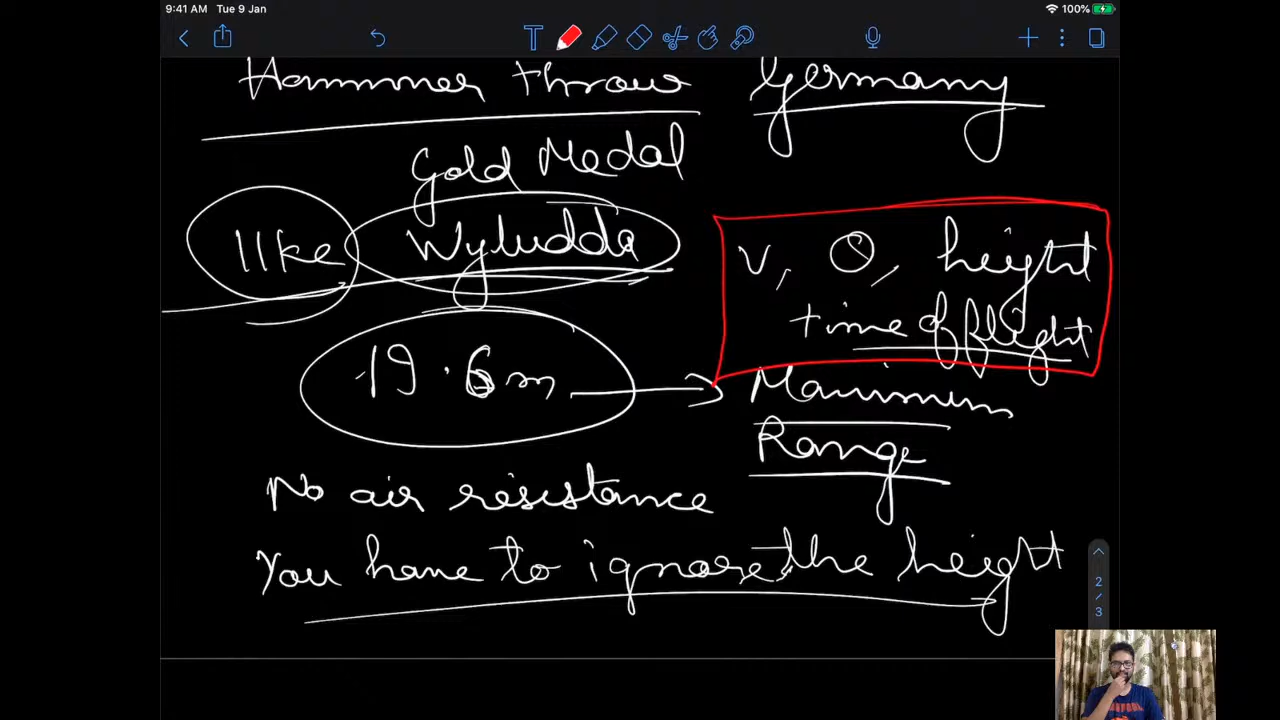 9:41 AM Tue 9 Jan
100%
Hammer throw Germany
Gold Medal
Ilke Wyludda
v, θ, height
time of flight
19.6m → Maximum
Range
No air resistance
You have to ignore the height
2
/
3